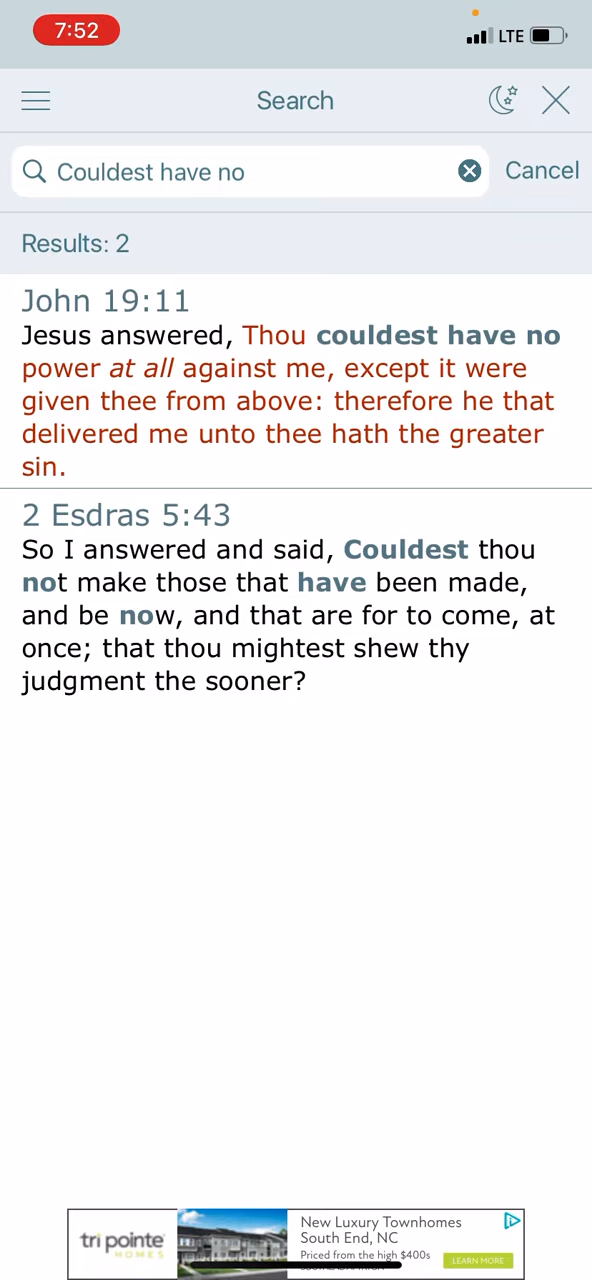 7:52
LTE
Search
Couldest have no
Cancel
Results: 2
John 19:11
Jesus answered, Thou couldest have no
power at all against me, except it were
given thee from above: therefore he that
delivered me unto thee hath the greater
sin.
2 Esdras 5:43
So I answered and said, Couldest thou
not make those that have been made,
and be now, and that are for to come, at
once; that thou mightest shew thy
judgment the sooner?
tri pointe
HOMES
New Luxury Townhomes
South End, NC
Priced from the high $400s
LEARN MORE